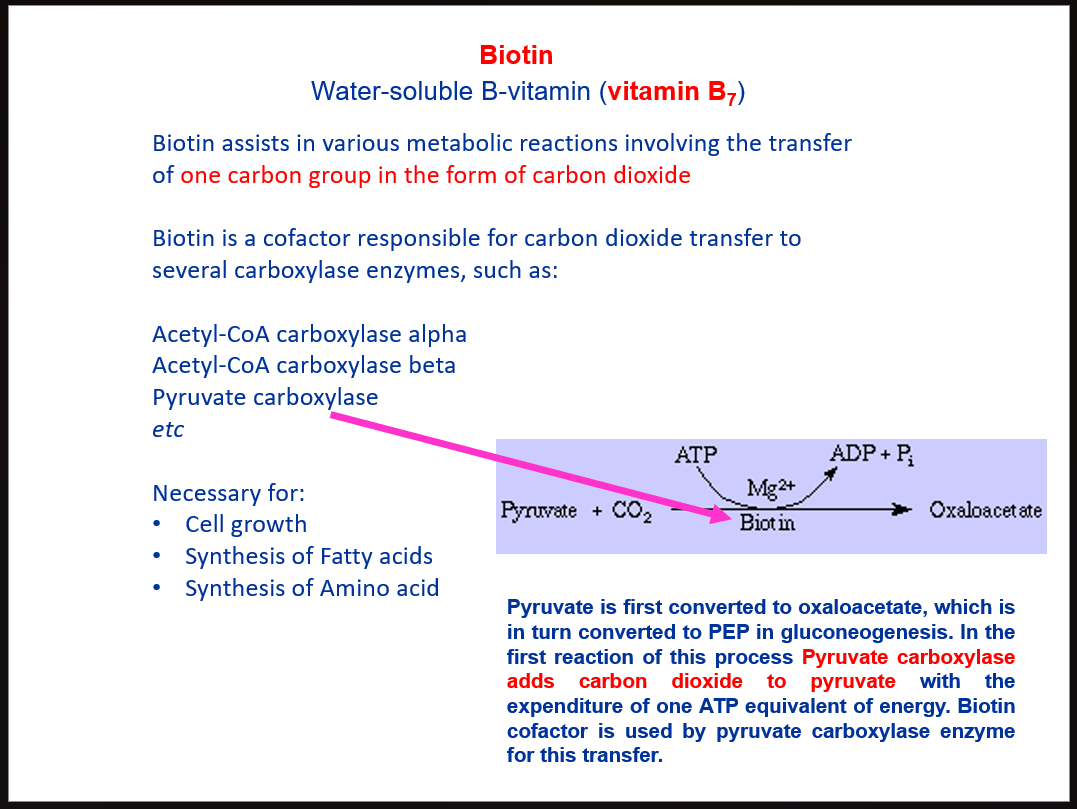 Biotin
Water-soluble B-vitamin (vitamin B7)
Biotin assists in various metabolic reactions involving the transfer
of one carbon group in the form of carbon dioxide
Biotin is a cofactor responsible for carbon dioxide transfer to
several carboxylase enzymes, such as:
Acetyl-CoA carboxylase alpha
Acetyl-CoA carboxylase beta
Pyruvate carboxylase
etc
Necessary for:
• Cell growth
• Synthesis of Fatty acids
• Synthesis of Amino acid
ATP ADP + Pi
Mg2+
Pyruvate + CO2 Oxaloacetate
Biotin
Pyruvate is first converted to oxaloacetate, which is
in turn converted to PEP in gluconeogenesis. In the
first reaction of this process Pyruvate carboxylase
adds carbon dioxide to pyruvate with the
expenditure of one ATP equivalent of energy. Biotin
cofactor is used by pyruvate carboxylase enzyme
for this transfer.